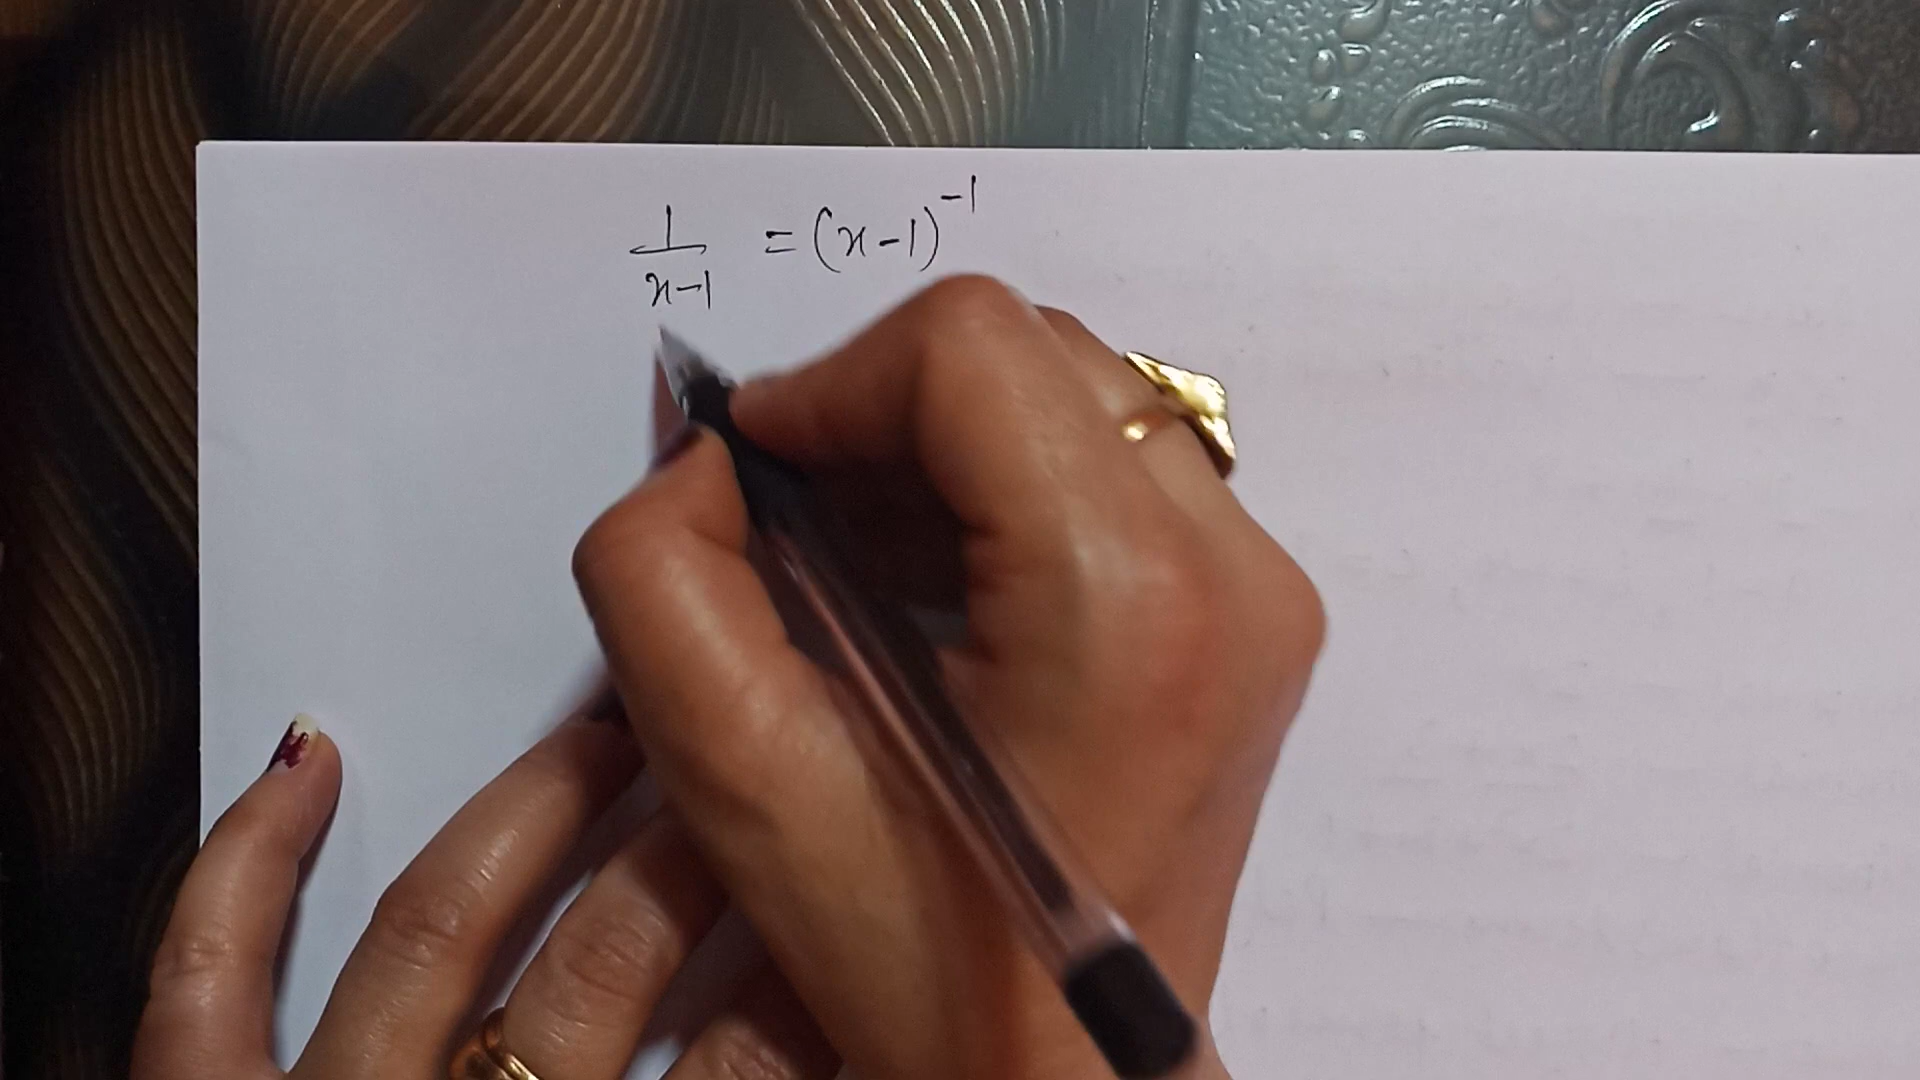 1/(x-1) = (x-1)^-1